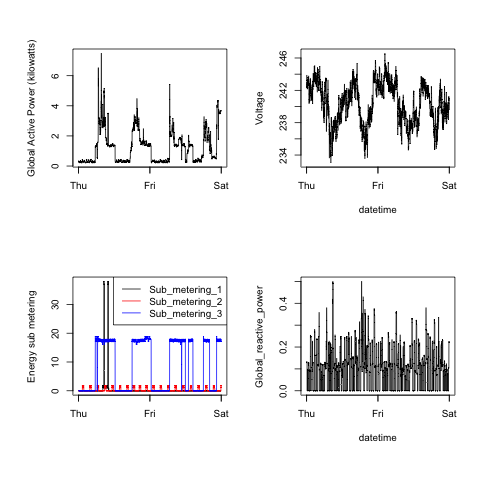 Global Active Power (kilowatts)
0 2 4 6
Thu Fri Sat
Voltage
234 238 242 246
Thu Fri Sat
datetime
Energy sub metering
0 10 20 30
Sub_metering_1
Sub_metering_2
Sub_metering_3
Thu Fri Sat
Global_reactive_power
0.0 0.2 0.4
Thu Fri Sat
datetime